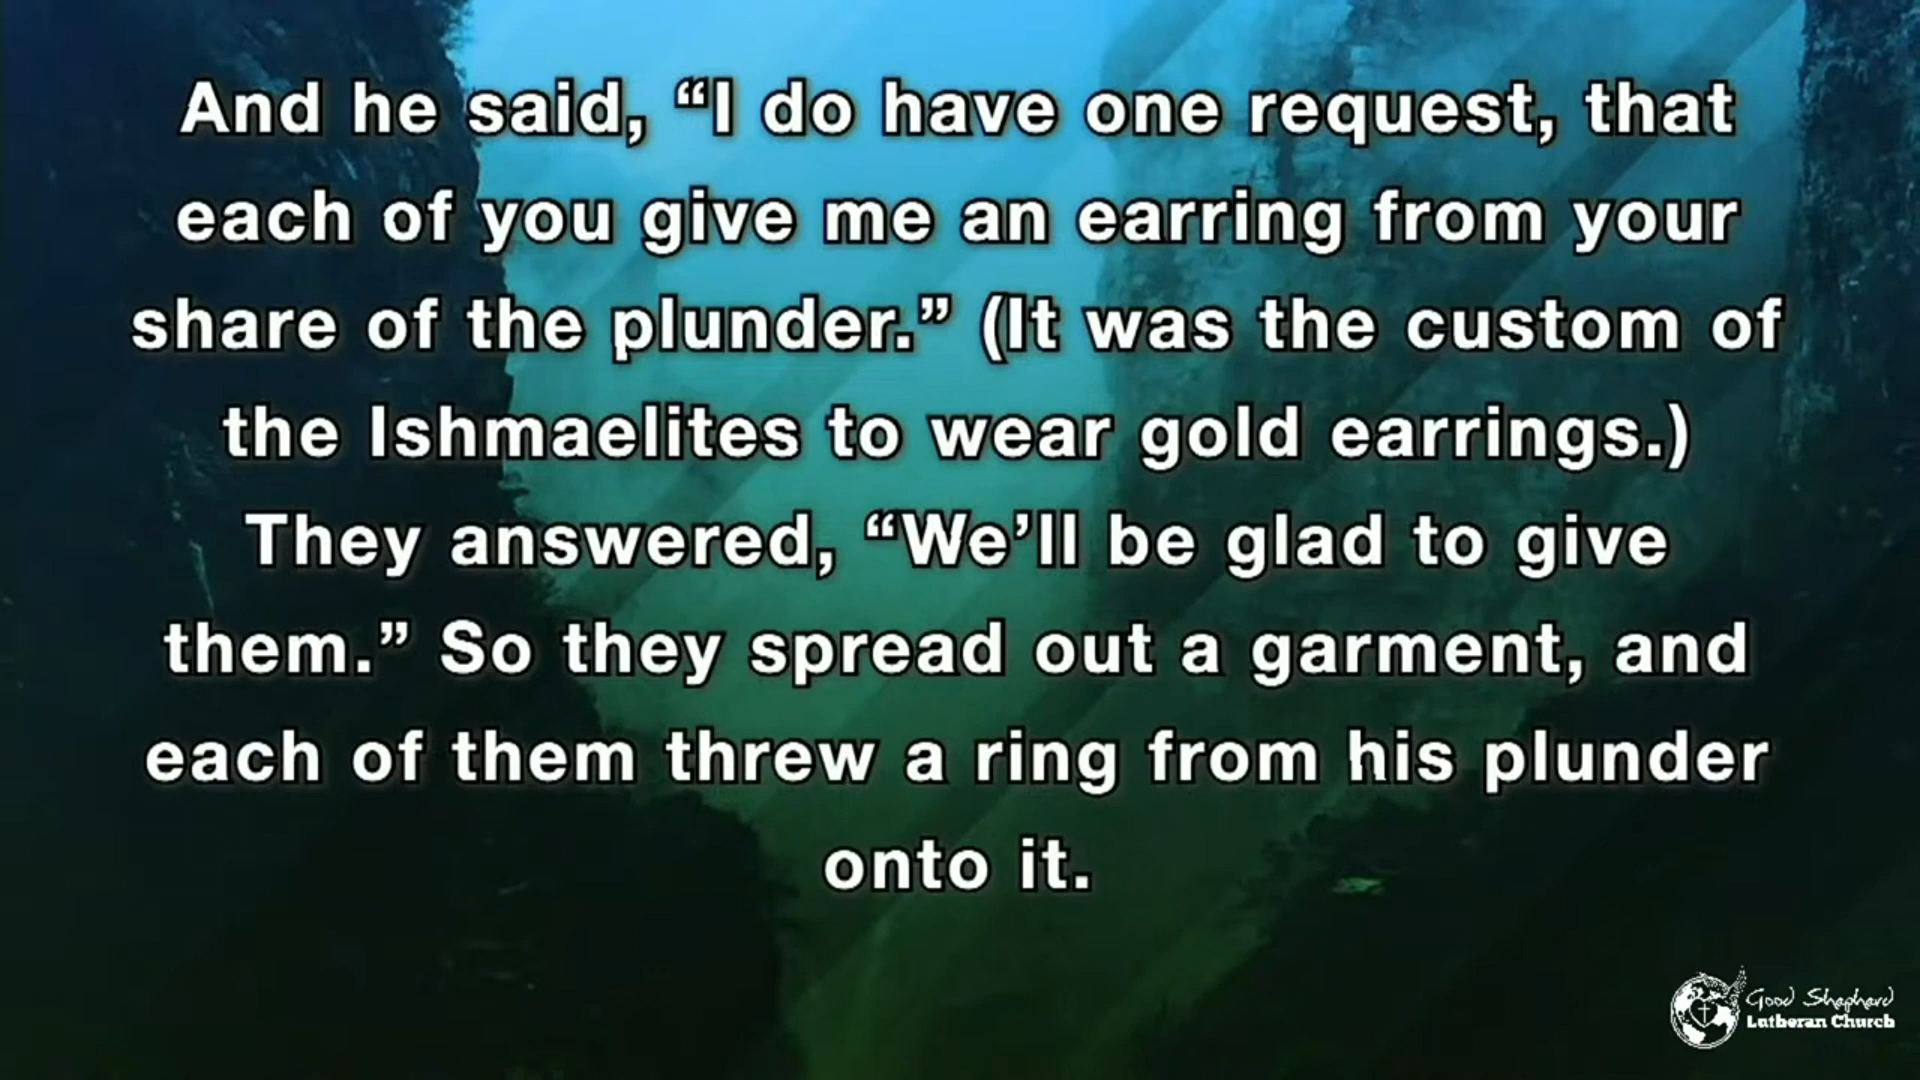 And he said, “I do have one request, that
each of you give me an earring from your
share of the plunder.” (It was the custom of
the Ishmaelites to wear gold earrings.)
They answered, “We’ll be glad to give
them.” So they spread out a garment, and
each of them threw a ring from his plunder
onto it.
Good Shepherd
Lutheran Church